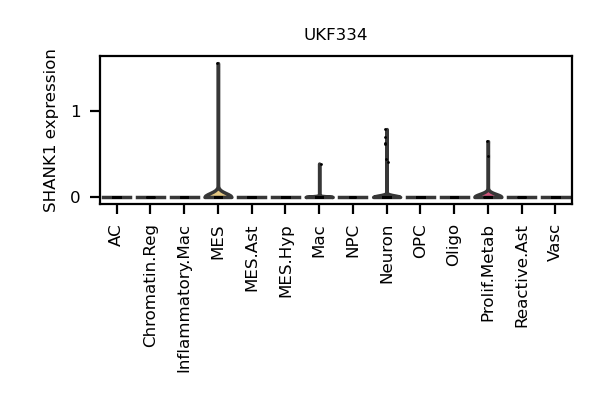 UKF334
SHANK1 expression
1
0
AC
Chromatin.Reg
Inflammatory.Mac
MES
MES.Ast
MES.Hyp
Mac
NPC
Neuron
OPC
Oligo
Prolif.Metab
Reactive.Ast
Vasc